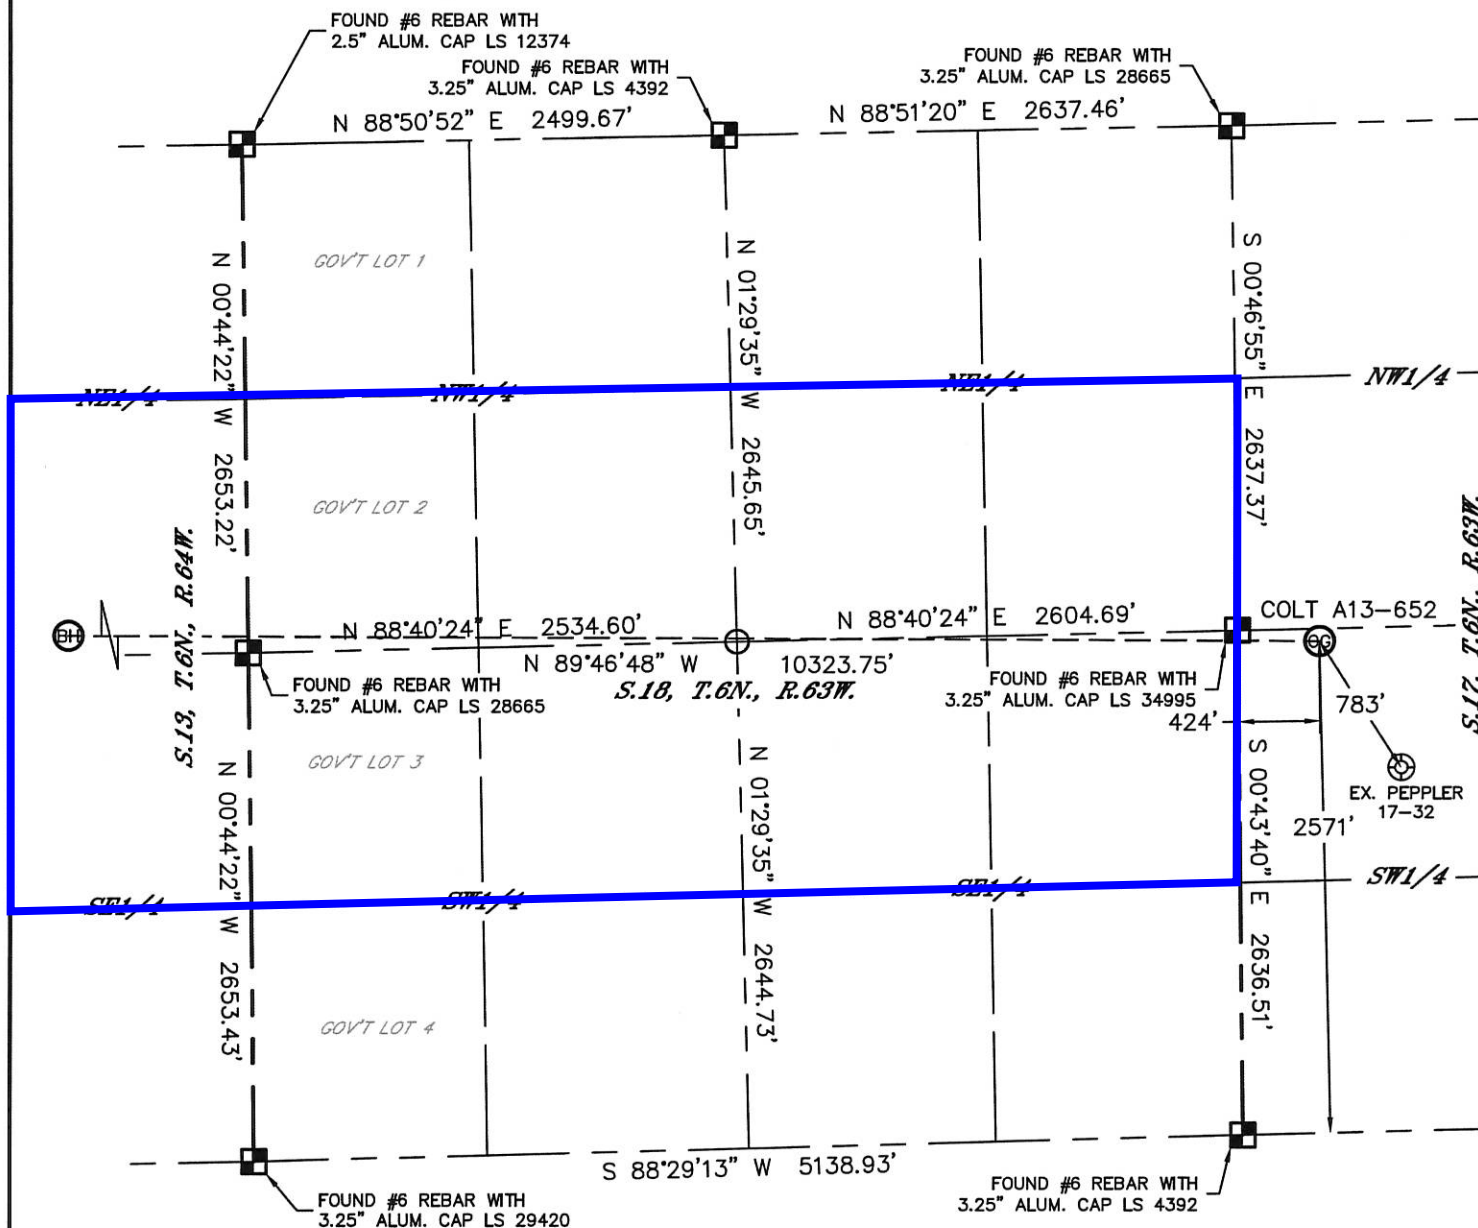 FOUND #6 REBAR WITH
2.5" ALUM. CAP LS 12374
FOUND #6 REBAR WITH
3.25" ALUM. CAP LS 4392
FOUND #6 REBAR WITH
3.25" ALUM. CAP LS 28665
N 88°50'52" E 2499.67'
N 88°51'20" E 2637.46'
GOV'T LOT 1
N 00°44'22" W 2653.22'
N 01°29'35" W 2645.65'
S 00°46'55" E 2637.37'
NE1/4
NW1/4
NE1/4
NW1/4
GOV'T LOT 2
S.13, T.6N., R.64W.
BH
N 88°40'24" E 2534.60'
N 88°40'24" E 2604.69'
COLT A13-652
OG
N 89°46'48" W 10323.75'
S.18, T.6N., R.63W.
FOUND #6 REBAR WITH
3.25" ALUM. CAP LS 28665
FOUND #6 REBAR WITH
3.25" ALUM. CAP LS 34995
424'
783'
EX. PEPPLER
17-32
2571'
GOV'T LOT 3
N 00°44'22" W 2653.43'
N 01°29'35" W 2644.73'
S 00°43'40" E 2636.51'
SE1/4
SW1/4
SE1/4
SW1/4
GOV'T LOT 4
S 88°29'13" W 5138.93'
FOUND #6 REBAR WITH
3.25" ALUM. CAP LS 29420
FOUND #6 REBAR WITH
3.25" ALUM. CAP LS 4392